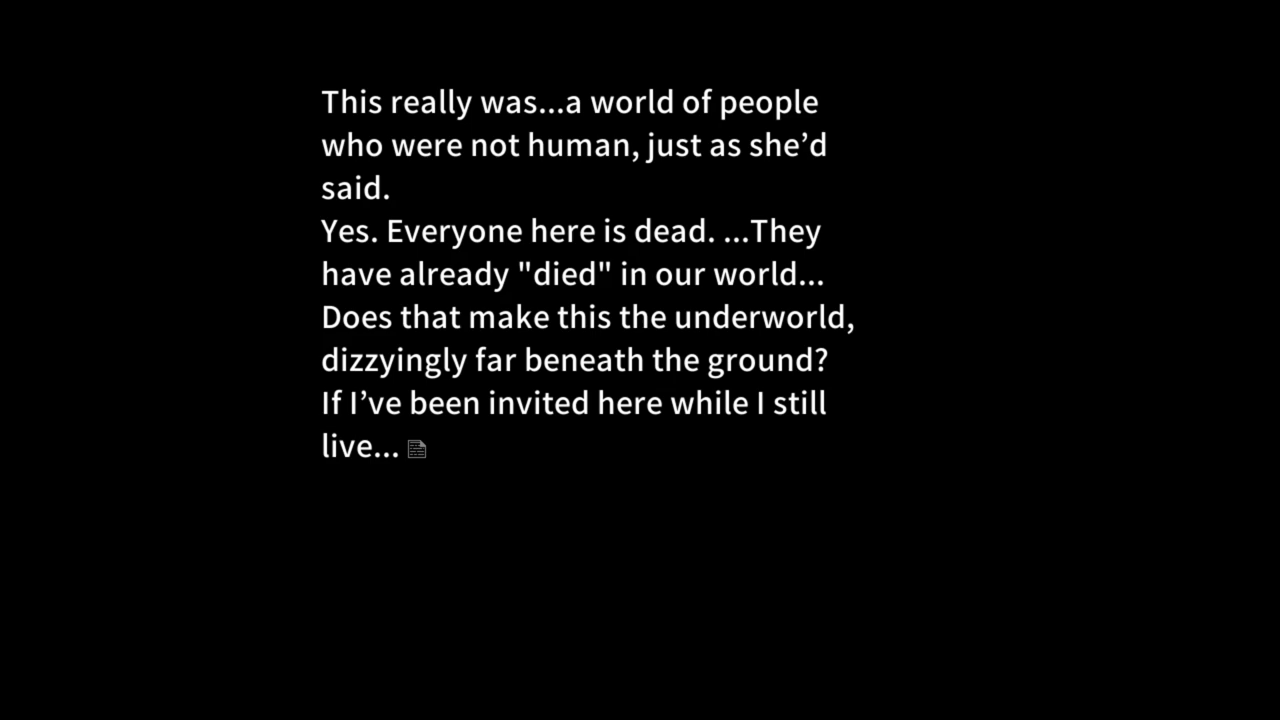 This really was...a world of people
who were not human, just as she’d
said.
Yes. Everyone here is dead. ...They
have already "died" in our world...
Does that make this the underworld,
dizzyingly far beneath the ground?
If I’ve been invited here while I still
live...